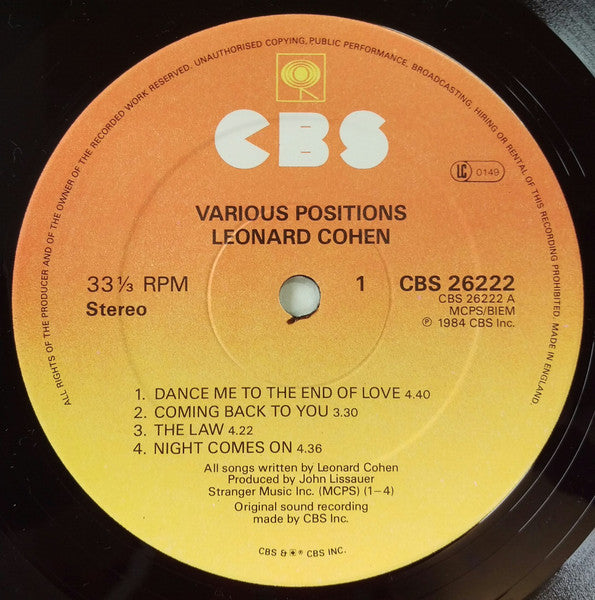 ALL RIGHTS OF THE PRODUCER AND OF THE OWNER OF THE RECORDED WORK RESERVED. UNAUTHORISED COPYING, PUBLIC PERFORMANCE, BROADCASTING, HIRING OR RENTAL OF THIS RECORDING PROHIBITED. MADE IN ENGLAND.
CBS
LC 0149
VARIOUS POSITIONS
LEONARD COHEN
33⅓ RPM 1 CBS 26222
Stereo CBS 26222 A
MCPS/BIEM
℗ 1984 CBS Inc.
1. DANCE ME TO THE END OF LOVE 4.40
2. COMING BACK TO YOU 3.30
3. THE LAW 4.22
4. NIGHT COMES ON 4.36
All songs written by Leonard Cohen
Produced by John Lissauer
Stranger Music Inc. (MCPS) (1–4)
Original sound recording
made by CBS Inc.
CBS & ® CBS INC.